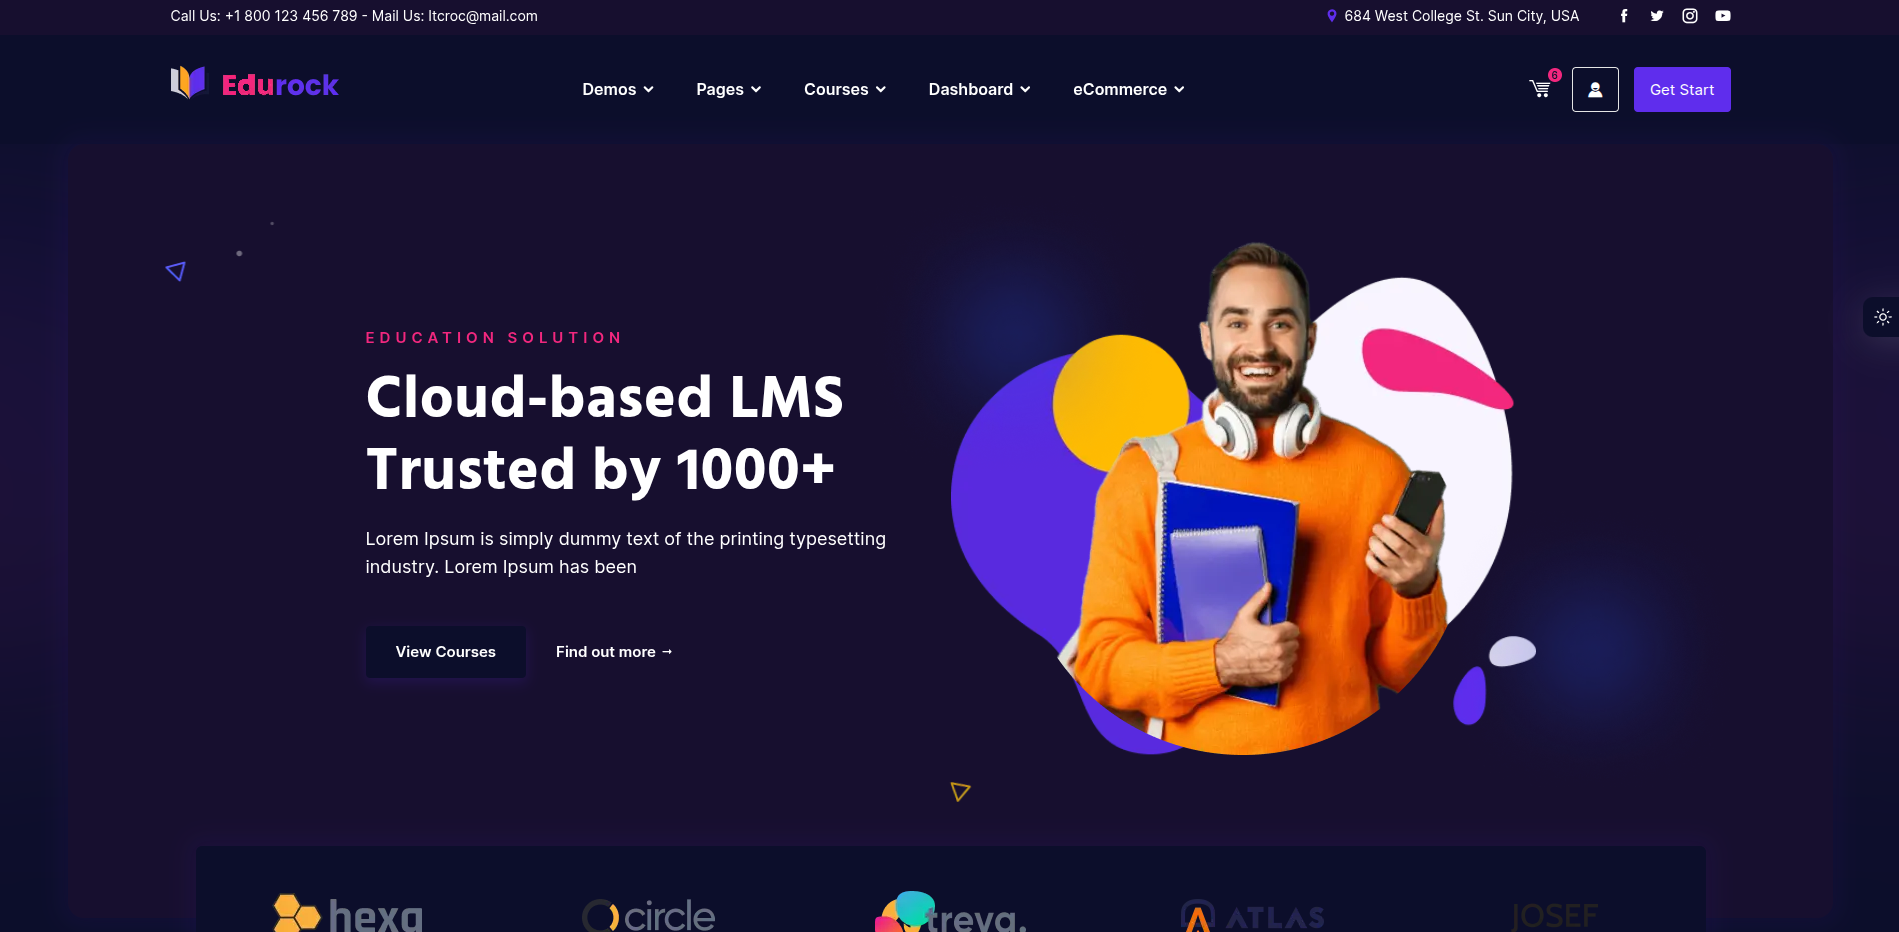 Call Us: +1 800 123 456 789 - Mail Us: Itcroc@mail.com
684 West College St. Sun City, USA
Edurock
Demos
Pages
Courses
Dashboard
eCommerce
6
Get Start
EDUCATION SOLUTION
Cloud-based LMS
Trusted by 1000+
Lorem Ipsum is simply dummy text of the printing typesetting
industry. Lorem Ipsum has been
View Courses
Find out more →
hexa
circle
treva.
ATLAS
JOSEF